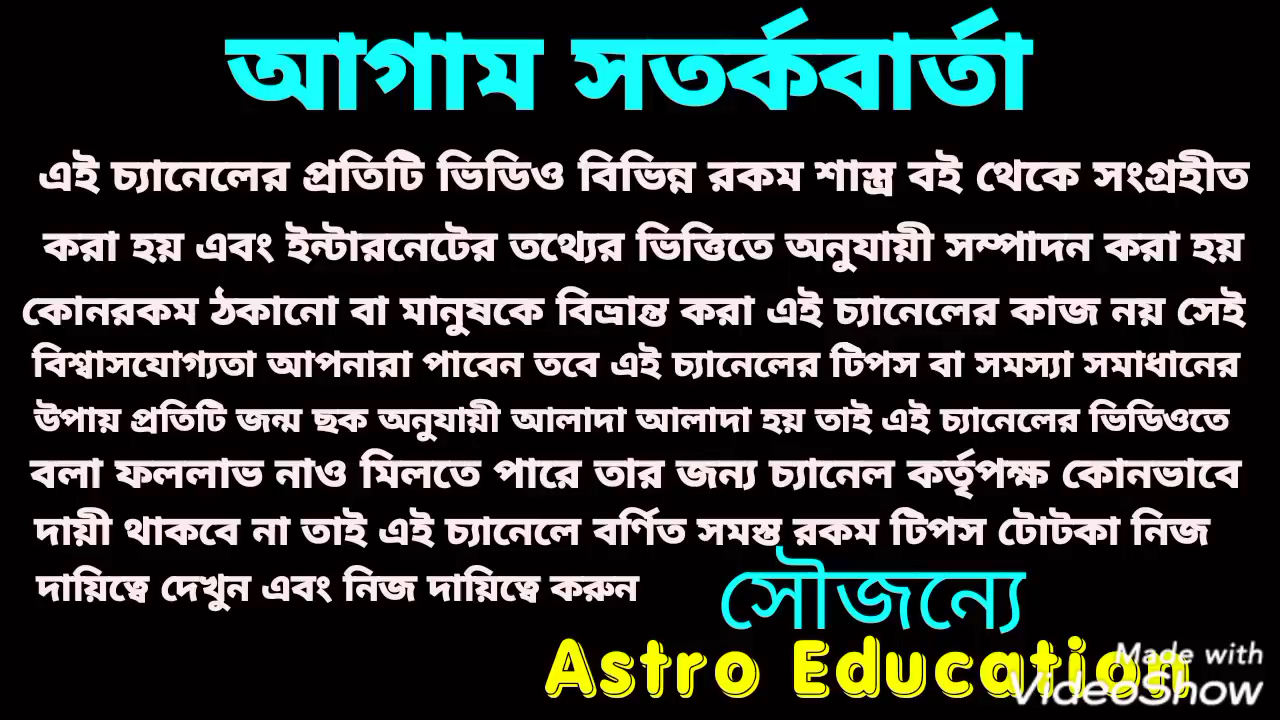 আগাম সতর্কবার্তা
এই চ্যানেলের প্রতিটি ভিডিও বিভিন্ন রকম শাস্ত্র বই থেকে সংগ্রহীত
করা হয় এবং ইন্টারনেটের তথ্যের ভিত্তিতে অনুযায়ী সম্পাদন করা হয়
কোনরকম ঠকানো বা মানুষকে বিভ্রান্ত করা এই চ্যানেলের কাজ নয় সেই
বিশ্বাসযোগ্যতা আপনারা পাবেন তবে এই চ্যানেলের টিপস বা সমস্যা সমাধানের
উপায় প্রতিটি জন্ম ছক অনুযায়ী আলাদা আলাদা হয় তাই এই চ্যানেলের ভিডিওতে
বলা ফললাভ নাও মিলতে পারে তার জন্য চ্যানেল কর্তৃপক্ষ কোনভাবে
দায়ী থাকবে না তাই এই চ্যানেলে বর্ণিত সমস্ত রকম টিপস টোটকা নিজ
দায়িত্বে দেখুন এবং নিজ দায়িত্বে করুন
সৌজন্যে
Astro Education
Made with
VideoShow